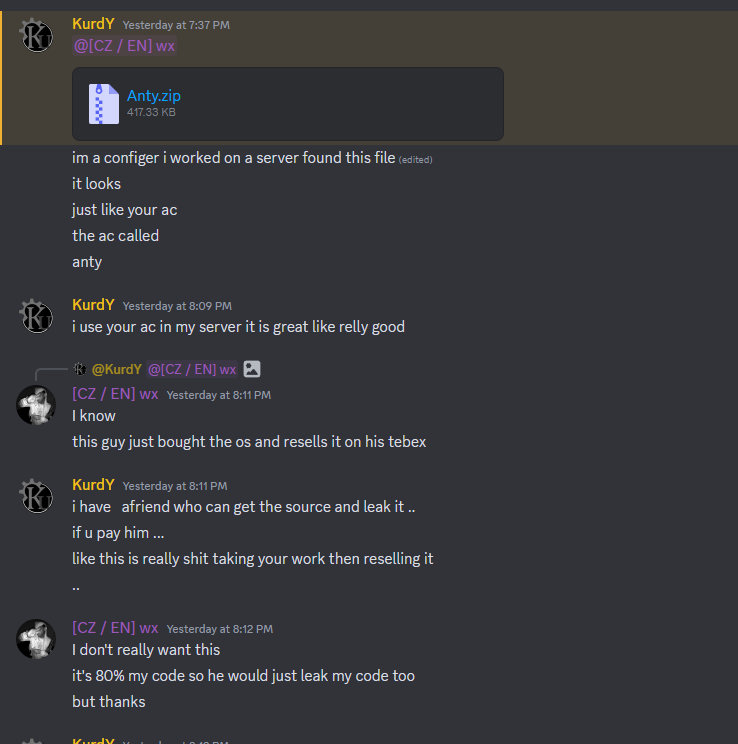 KurdY Yesterday at 7:37 PM
@[CZ / EN] wx
Anty.zip
417.33 KB
im a configer i worked on a server found this file (edited)
it looks
just like your ac
the ac called
anty
KurdY Yesterday at 8:09 PM
i use your ac in my server it is great like relly good
@KurdY @[CZ / EN] wx
[CZ / EN] wx Yesterday at 8:11 PM
I know
this guy just bought the os and resells it on his tebex
KurdY Yesterday at 8:11 PM
i have afriend who can get the source and leak it ..
if u pay him ...
like this is really shit taking your work then reselling it
..
[CZ / EN] wx Yesterday at 8:12 PM
I don't really want this
it's 80% my code so he would just leak my code too
but thanks
KurdY Yesterday at